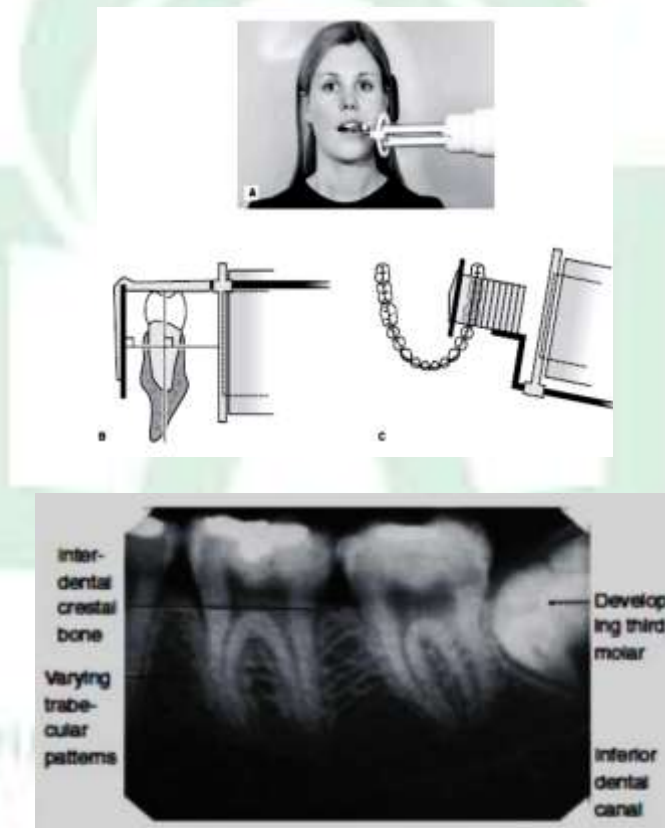 A
B
C
Inter-
dental
crestal
bone
Varying
trabe-
cular
patterns
Develop
ing third
molar
Inferior
dental
canal